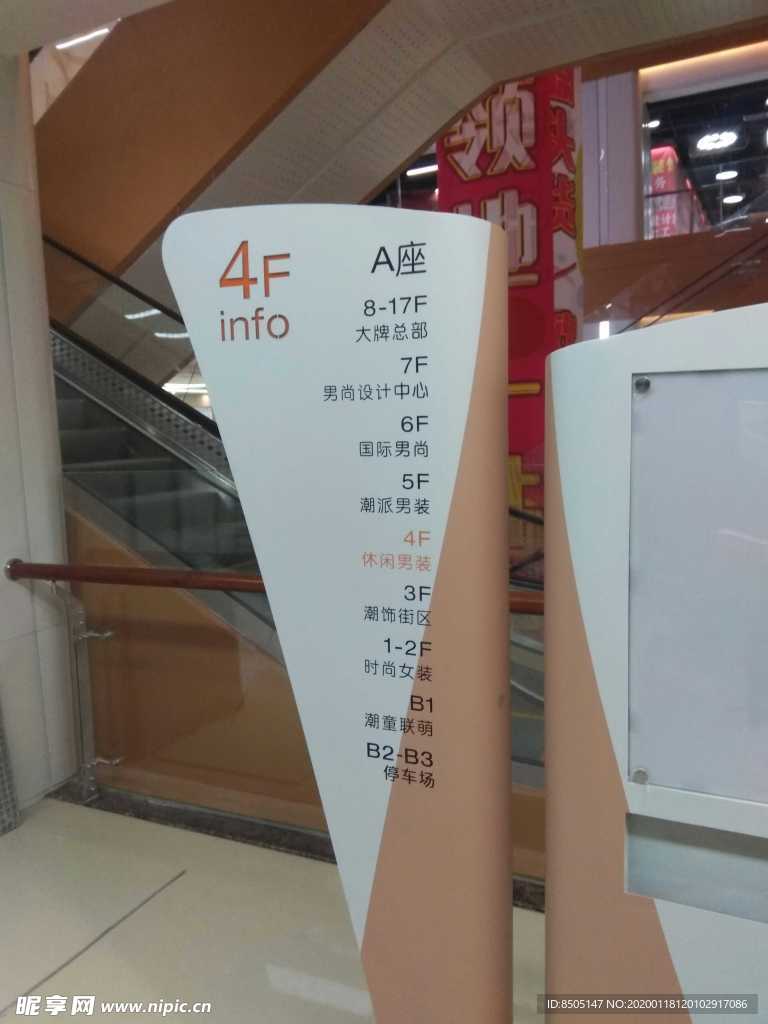 4F
info
A座
8-17F
大牌总部
7F
男尚设计中心
6F
国际男尚
5F
潮派男装
4F
休闲男装
3F
潮饰街区
1-2F
时尚女装
B1
潮童联萌
B2-B3
停车场
领地
昵享网 www.nipic.cn
ID:8505147 NO:20200118120102917086